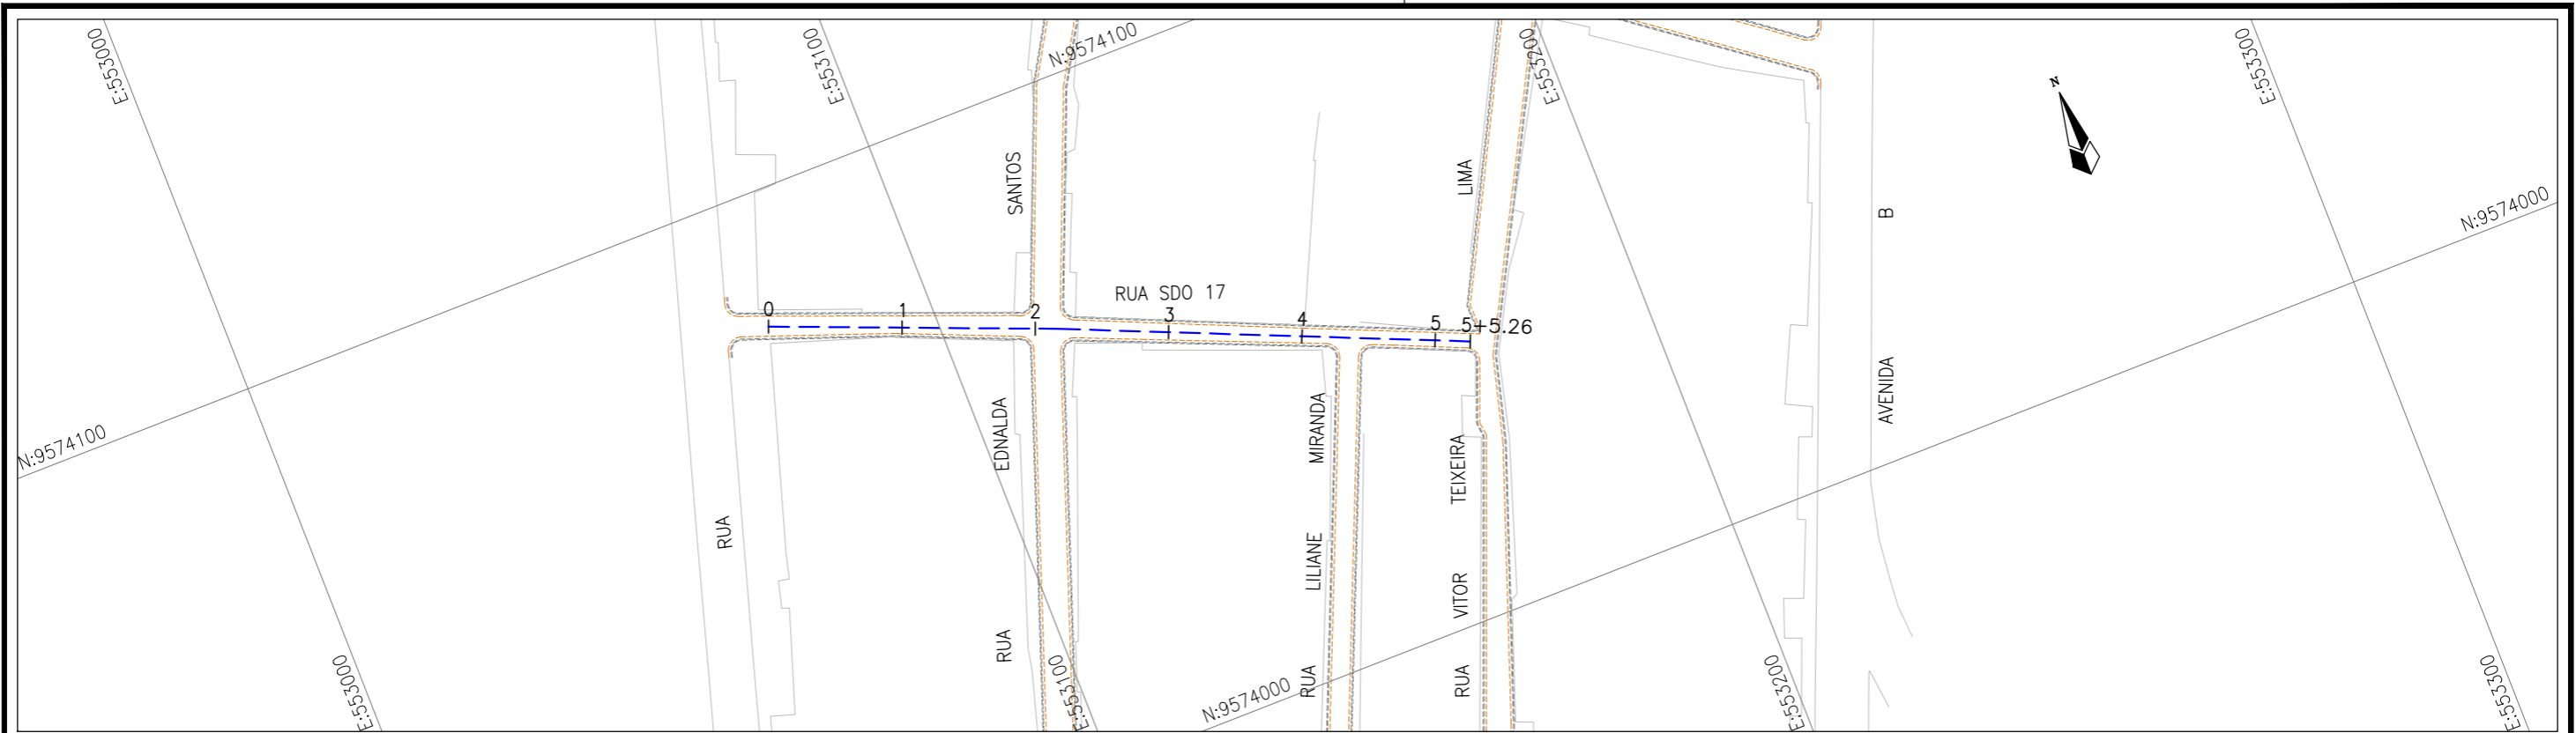 E:553000
E:553100
N:9574100
E:553200
E:553300
N
SANTOS
LIMA
B
N:9574000
RUA SDO 17
0
1
2
3
4
5
5+5.26
EDNALDA
MIRANDA
TEIXEIRA
AVENIDA
N:9574100
RUA
LILIANE
VITOR
RUA
RUA
RUA
E:553000
E:553100
N:9574000
E:553200
E:553300